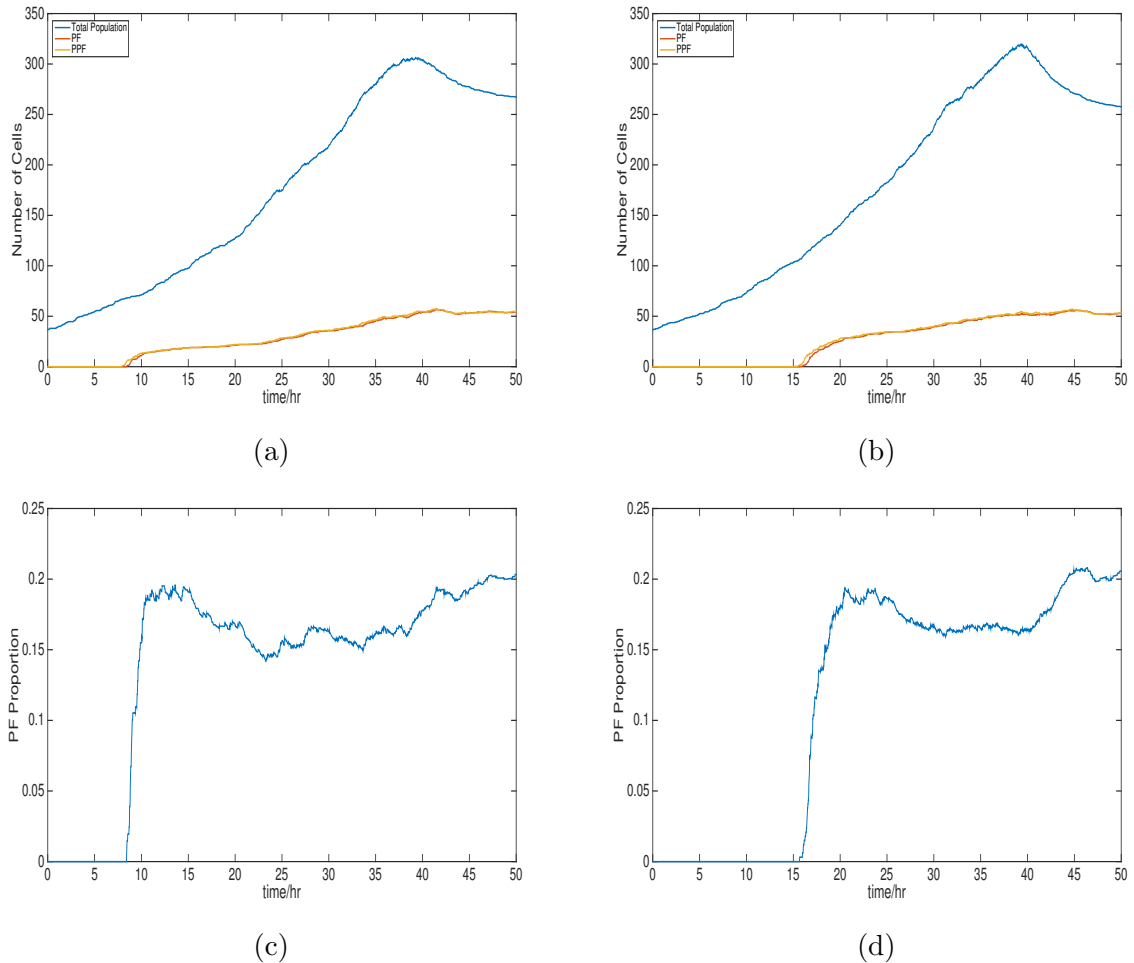 350
300
250
200
150
100
50
0
Number of Cells
Total Population
PF
PPF
0 5 10 15 20 25 30 35 40 45 50
time/hr
(a)
350
300
250
200
150
100
50
0
Number of Cells
Total Population
PF
PPF
0 5 10 15 20 25 30 35 40 45 50
time/hr
(b)
0.25
0.2
0.15
0.1
0.05
0
PF Proportion
0 5 10 15 20 25 30 35 40 45 50
time/hr
(c)
0.25
0.2
0.15
0.1
0.05
0
PF Proportion
0 5 10 15 20 25 30 35 40 45 50
time/hr
(d)